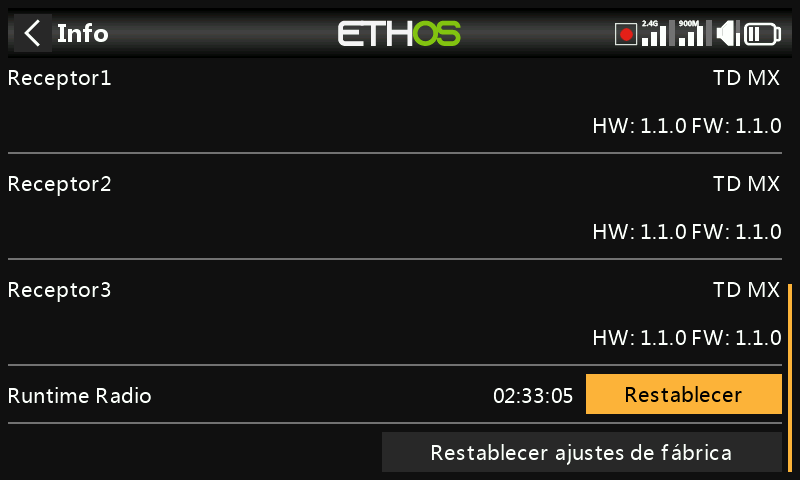 Info
ETHOS
2.4G
900M
Receptor1
TD MX
HW: 1.1.0 FW: 1.1.0
Receptor2
TD MX
HW: 1.1.0 FW: 1.1.0
Receptor3
TD MX
HW: 1.1.0 FW: 1.1.0
Runtime Radio
02:33:05
Restablecer
Restablecer ajustes de fábrica